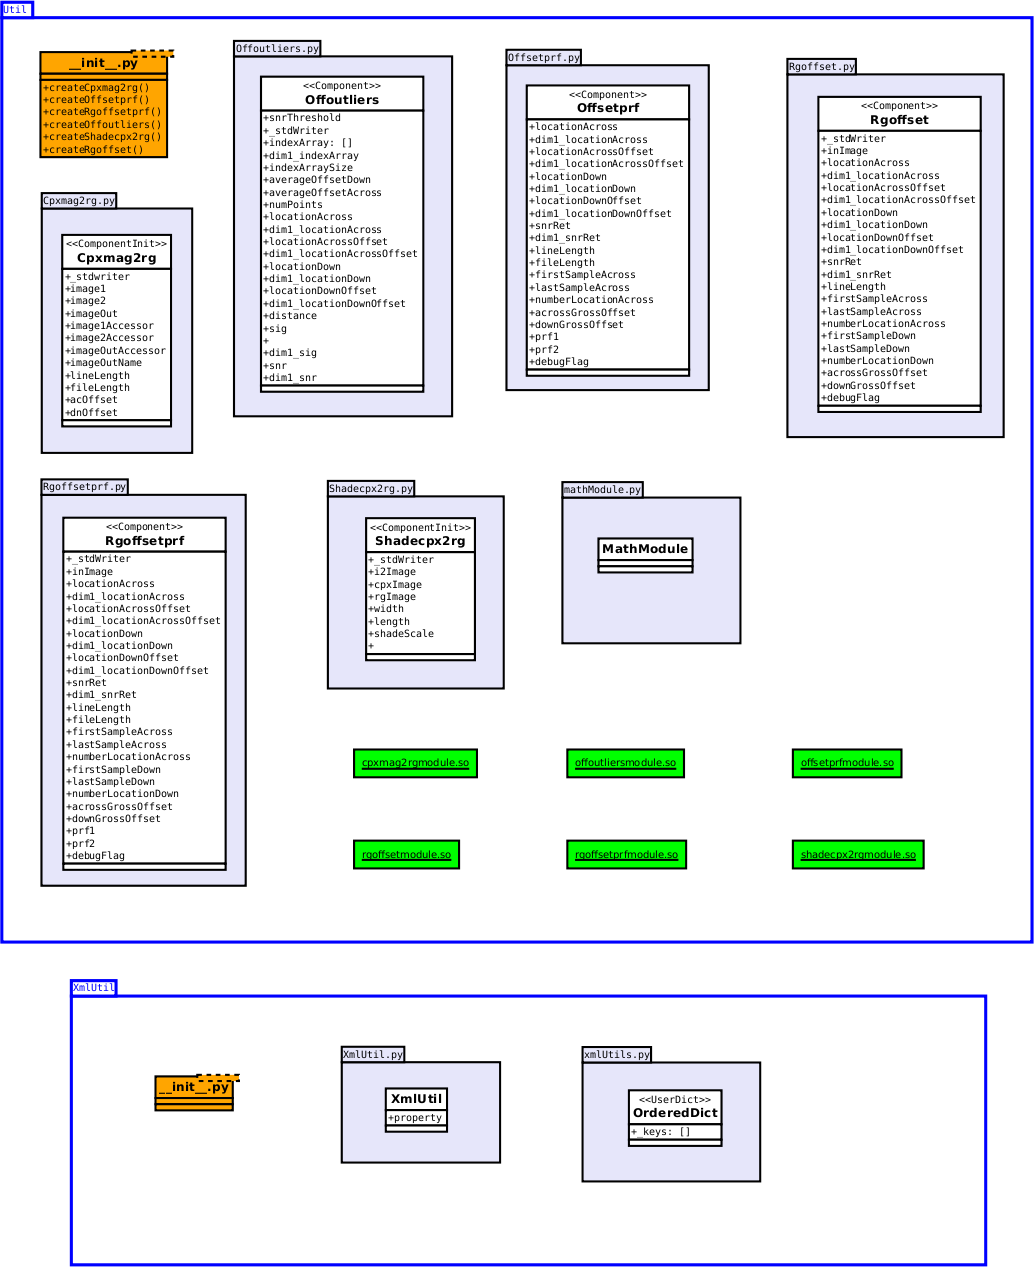 Util
__init__.py
+createCpxmag2rg()
+createOffsetprf()
+createRgoffsetprf()
+createOffoutliers()
+createShadecpx2rg()
+createRgoffset()
Offoutliers.py
<<Component>>
Offoutliers
+snrThreshold
+_stdWriter
+indexArray: []
+dim1_indexArray
+indexArraySize
+averageOffsetDown
+averageOffsetAcross
+numPoints
+locationAcross
+dim1_locationAcross
+locationAcrossOffset
+dim1_locationAcrossOffset
+locationDown
+dim1_locationDown
+locationDownOffset
+dim1_locationDownOffset
+distance
+sig
+
+dim1_sig
+snr
+dim1_snr
Offsetprf.py
<<Component>>
Offsetprf
+locationAcross
+dim1_locationAcross
+locationAcrossOffset
+dim1_locationAcrossOffset
+locationDown
+dim1_locationDown
+locationDownOffset
+dim1_locationDownOffset
+snrRet
+dim1_snrRet
+lineLength
+fileLength
+firstSampleAcross
+lastSampleAcross
+numberLocationAcross
+acrossGrossOffset
+downGrossOffset
+prf1
+prf2
+debugFlag
Rgoffset.py
<<Component>>
Rgoffset
+_stdWriter
+inImage
+locationAcross
+dim1_locationAcross
+locationAcrossOffset
+dim1_locationAcrossOffset
+locationDown
+dim1_locationDown
+locationDownOffset
+dim1_locationDownOffset
+snrRet
+dim1_snrRet
+lineLength
+firstSampleAcross
+lastSampleAcross
+numberLocationAcross
+firstSampleDown
+lastSampleDown
+numberLocationDown
+acrossGrossOffset
+downGrossOffset
+debugFlag
Cpxmag2rg.py
<<ComponentInit>>
Cpxmag2rg
+_stdwriter
+image1
+image2
+imageOut
+image1Accessor
+image2Accessor
+imageOutAccessor
+imageOutName
+lineLength
+fileLength
+acOffset
+dnOffset
Rgoffsetprf.py
<<Component>>
Rgoffsetprf
+_stdWriter
+inImage
+locationAcross
+dim1_locationAcross
+locationAcrossOffset
+dim1_locationAcrossOffset
+locationDown
+dim1_locationDown
+locationDownOffset
+dim1_locationDownOffset
+snrRet
+dim1_snrRet
+lineLength
+fileLength
+firstSampleAcross
+lastSampleAcross
+numberLocationAcross
+firstSampleDown
+lastSampleDown
+numberLocationDown
+acrossGrossOffset
+downGrossOffset
+prf1
+prf2
+debugFlag
Shadecpx2rg.py
<<ComponentInit>>
Shadecpx2rg
+_stdWriter
+i2Image
+cpxImage
+rgImage
+width
+length
+shadeScale
+
mathModule.py
MathModule
cpxmag2rgmodule.so
offoutliersmodule.so
offsetprfmodule.so
rgoffsetmodule.so
rgoffsetprfmodule.so
shadecpx2rgmodule.so
XmlUtil
__init__.py
XmlUtil.py
XmlUtil
+property
xmlUtils.py
<<UserDict>>
OrderedDict
+_keys: []